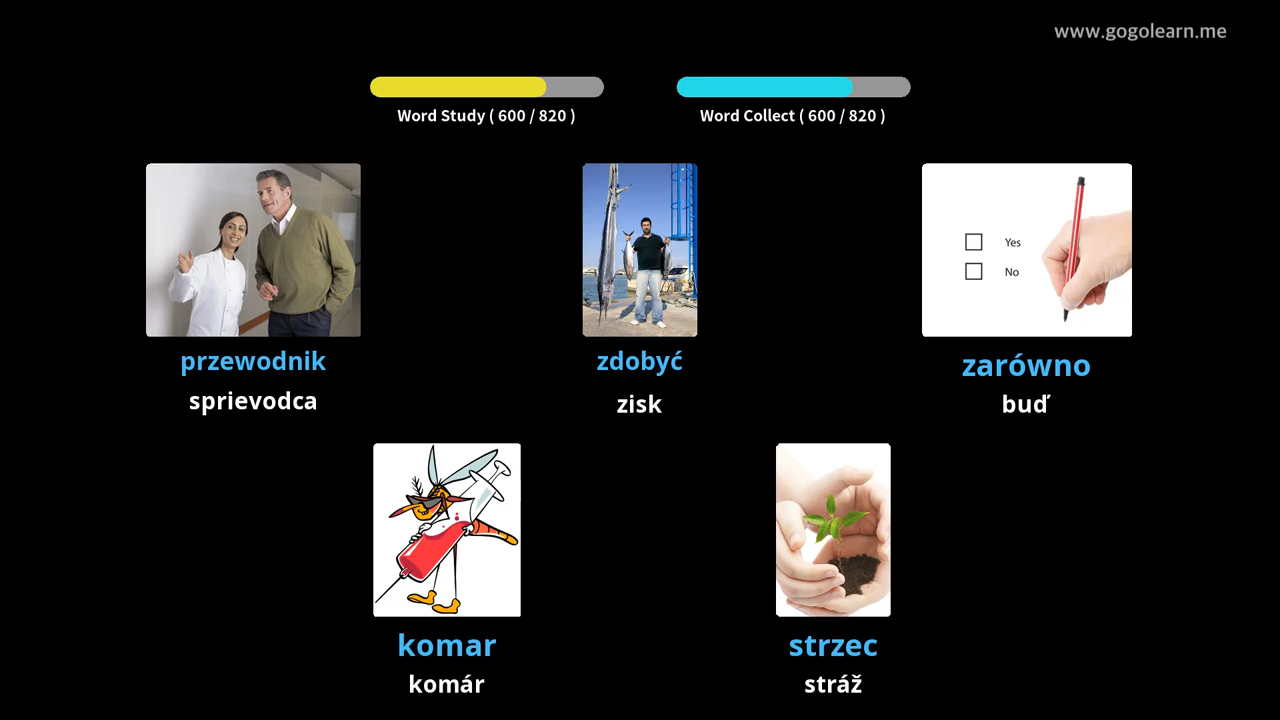 www.gogolearn.me
Word Study ( 600 / 820 )
Word Collect ( 600 / 820 )
Yes
No
przewodnik
sprievodca
zdobyć
zisk
zarówno
buď
komar
komár
strzec
stráž